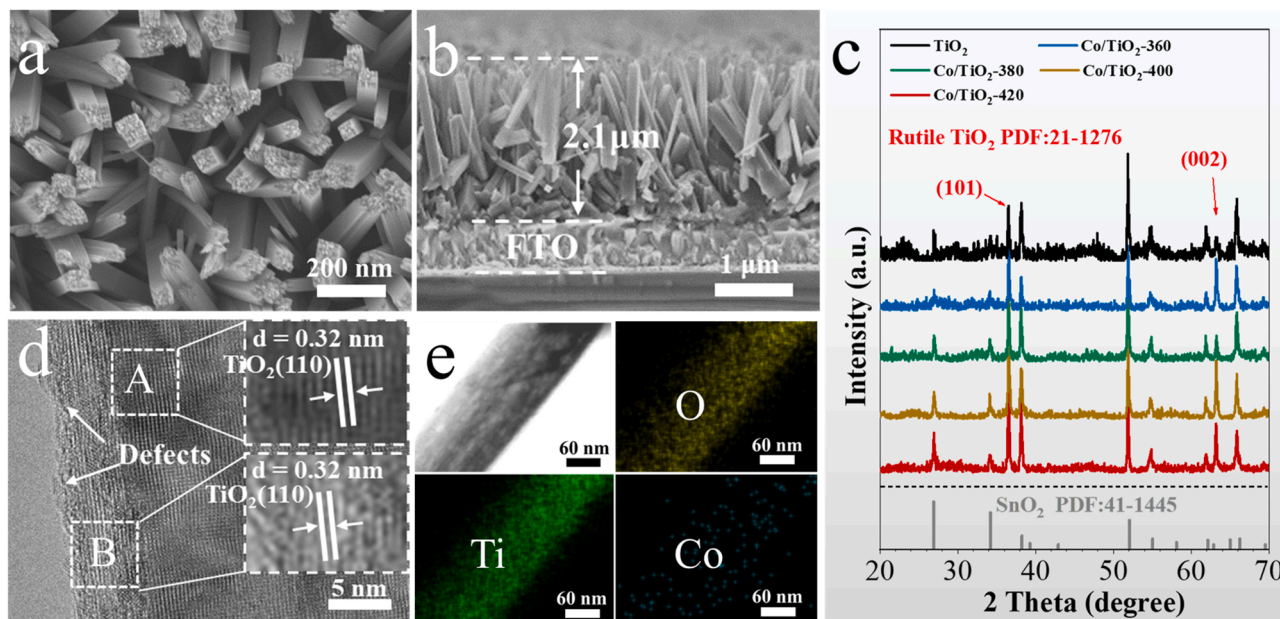 a
200 nm
b
2.1μm
FTO
1 μm
c
TiO2
Co/TiO2-360
Co/TiO2-380
Co/TiO2-400
Co/TiO2-420
Rutile TiO2 PDF:21-1276
(101)
(002)
Intensity (a.u.)
SnO2 PDF:41-1445
20 30 40 50 60 70
2 Theta (degree)
d
A
Defects
B
d = 0.32 nm
TiO2(110)
d = 0.32 nm
TiO2(110)
5 nm
e
60 nm
O
60 nm
Ti
60 nm
Co
60 nm